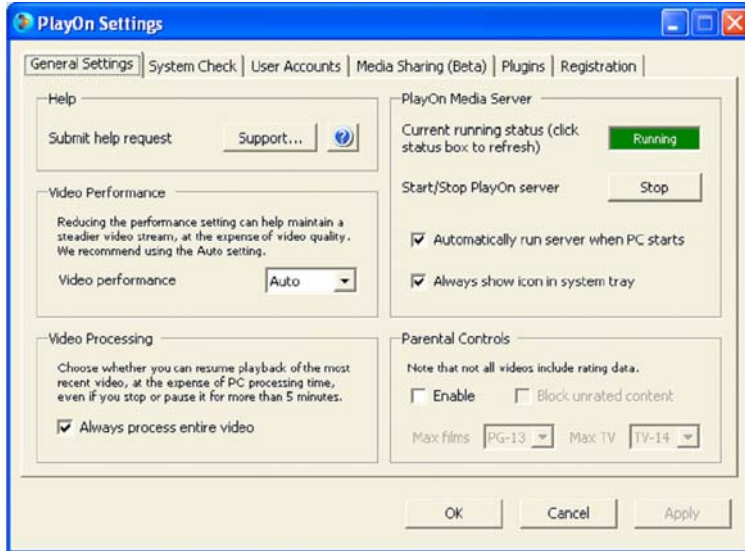 PlayOn Settings
General Settings
System Check
User Accounts
Media Sharing (Beta)
Plugins
Registration
Help
Submit help request
Support...
?
Video Performance
Reducing the performance setting can help maintain a
steadier video stream, at the expense of video quality.
We recommend using the Auto setting.
Video performance
Auto
Video Processing
Choose whether you can resume playback of the most
recent video, at the expense of PC processing time,
even if you stop or pause it for more than 5 minutes.
Always process entire video
PlayOn Media Server
Current running status (click
status box to refresh)
Running
Start/Stop PlayOn server
Stop
Automatically run server when PC starts
Always show icon in system tray
Parental Controls
Note that not all videos include rating data.
Enable
Block unrated content
Max films
PG-13
Max TV
TV-14
OK
Cancel
Apply